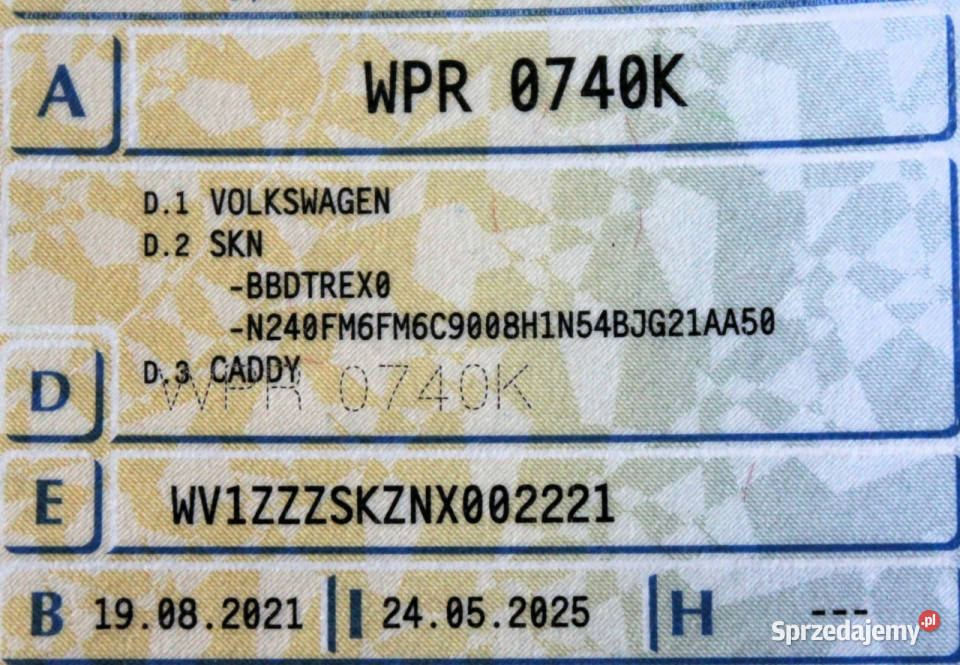 A WPR 0740K
D.1 VOLKSWAGEN
D.2 SKN
-BBDTREX0
-N240FM6FM6C9008H1N54BJG21AA50
D.3 CADDY
D WPR 0740K
E WV1ZZZSKZNX002221
B 19.08.2021 I 24.05.2025 H ---
Sprzedajemy.pl